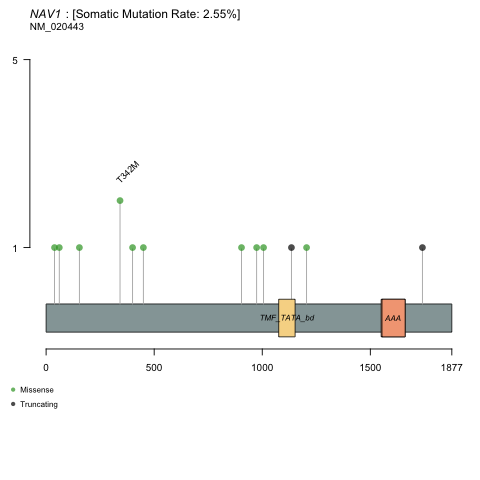 NAV1 : [Somatic Mutation Rate: 2.55%]
NM_020443
5
T342M
1
TMF_TATA_bd
AAA
0 500 1000 1500 1877
Missense
Truncating